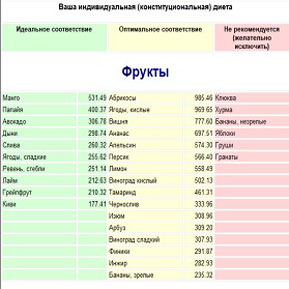 Ваша индивидуальная (конституциональная) диета
Идеальное соответствие Оптимальное соответствие Не рекомендуется (желательно исключить)
Фрукты
Манго 531.49 Абрикосы 985.46 Клюква
Папайя 400.37 Ягоды, кислые 969.65 Хурма
Авокадо 306.78 Вишня 777.60 Бананы, незрелые
Дыни 298.74 Ананас 697.51 Яблоки
Слива 260.32 Апельсин 574.30 Груши
Ягоды, сладкие 255.62 Персик 566.40 Гранаты
Ревень, стебли 251.14 Лимон 558.49
Лайм 212.63 Виноград кислый 502.13
Грейпфрут 210.32 Тамаринд 461.31
Киви 177.41 Чернослив 333.96
Изюм 308.96
Арбуз 309.20
Виноград сладкий 307.93
Финики 291.87
Инжир 282.93
Бананы, зрелые 235.32